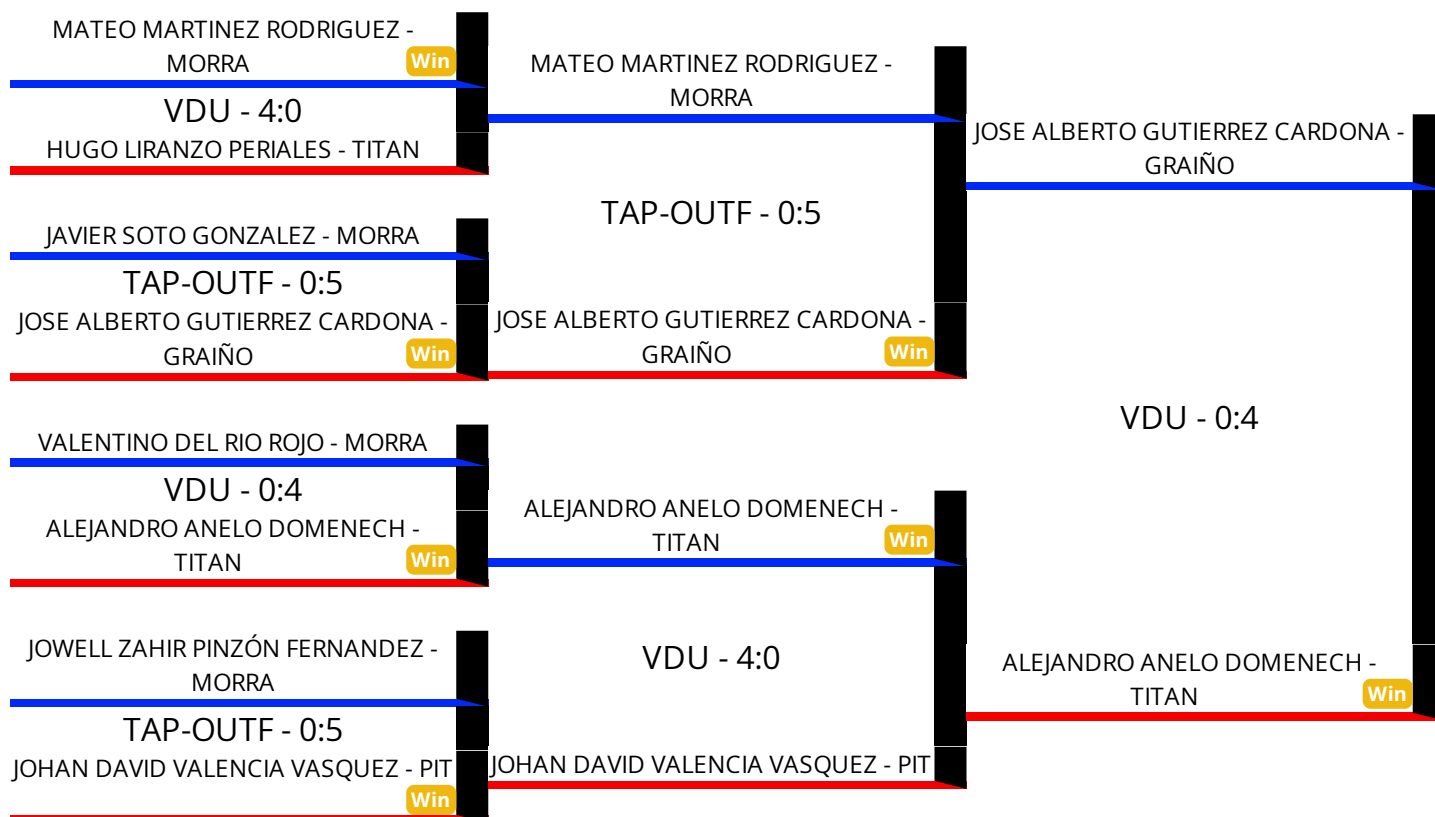 MATEO MARTINEZ RODRIGUEZ -
MORRA
Win
VDU - 4:0
HUGO LIRANZO PERIALES - TITAN
JAVIER SOTO GONZALEZ - MORRA
TAP-OUTF - 0:5
JOSE ALBERTO GUTIERREZ CARDONA -
GRAIÑO
Win
VALENTINO DEL RIO ROJO - MORRA
VDU - 0:4
ALEJANDRO ANELO DOMENECH -
TITAN
Win
JOWELL ZAHIR PINZÓN FERNANDEZ -
MORRA
TAP-OUTF - 0:5
JOHAN DAVID VALENCIA VASQUEZ - PIT
Win
MATEO MARTINEZ RODRIGUEZ -
MORRA
TAP-OUTF - 0:5
JOSE ALBERTO GUTIERREZ CARDONA -
GRAIÑO
Win
ALEJANDRO ANELO DOMENECH -
TITAN
Win
VDU - 4:0
JOHAN DAVID VALENCIA VASQUEZ - PIT
JOSE ALBERTO GUTIERREZ CARDONA -
GRAIÑO
VDU - 0:4
ALEJANDRO ANELO DOMENECH -
TITAN
Win